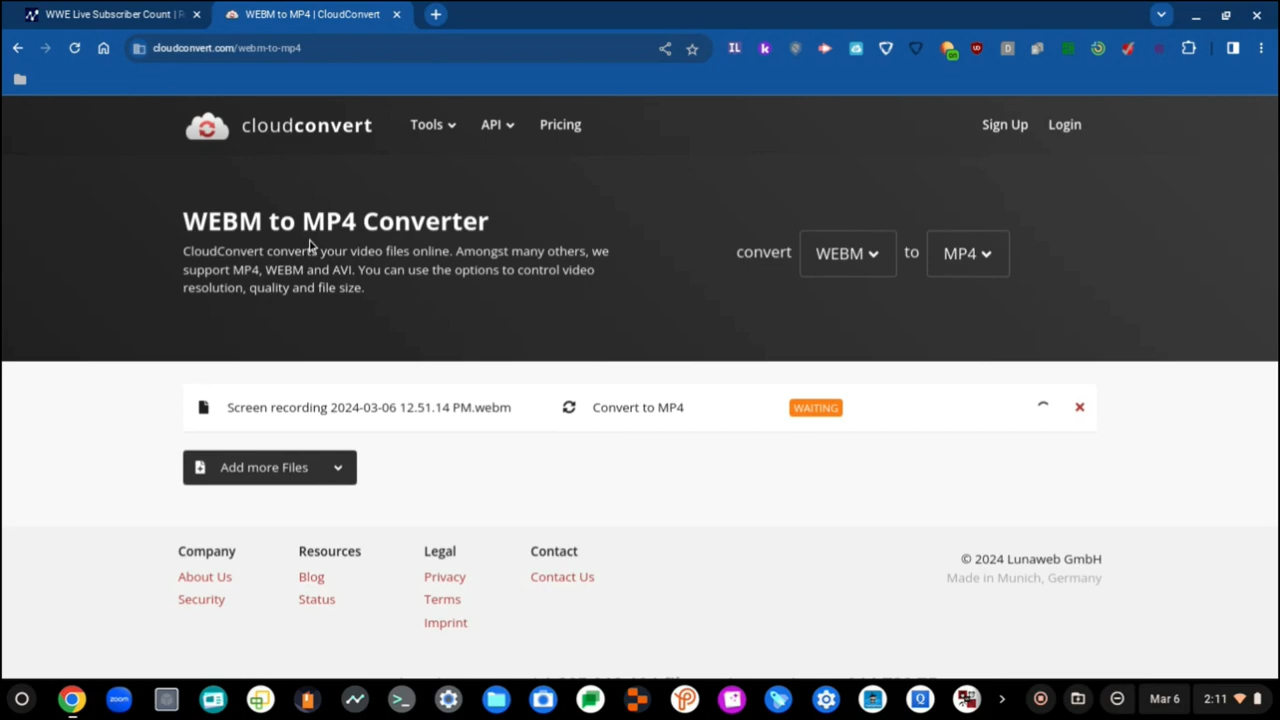 WWE Live Subscriber Count |
WEBM to MP4 | CloudConvert
cloudconvert.com/webm-to-mp4
IL
k
on
D
cloudconvert
Tools
API
Pricing
Sign Up
Login
WEBM to MP4 Converter
CloudConvert converts your video files online. Amongst many others, we
support MP4, WEBM and AVI. You can use the options to control video
resolution, quality and file size.
convert
WEBM
to
MP4
Screen recording 2024-03-06 12.51.14 PM.webm
Convert to MP4
WAITING
Add more Files
Company
Resources
Legal
Contact
About Us
Blog
Privacy
Contact Us
Security
Status
Terms
Imprint
© 2024 Lunaweb GmbH
Made in Munich, Germany
zoom
Q
Mar 6
2:11